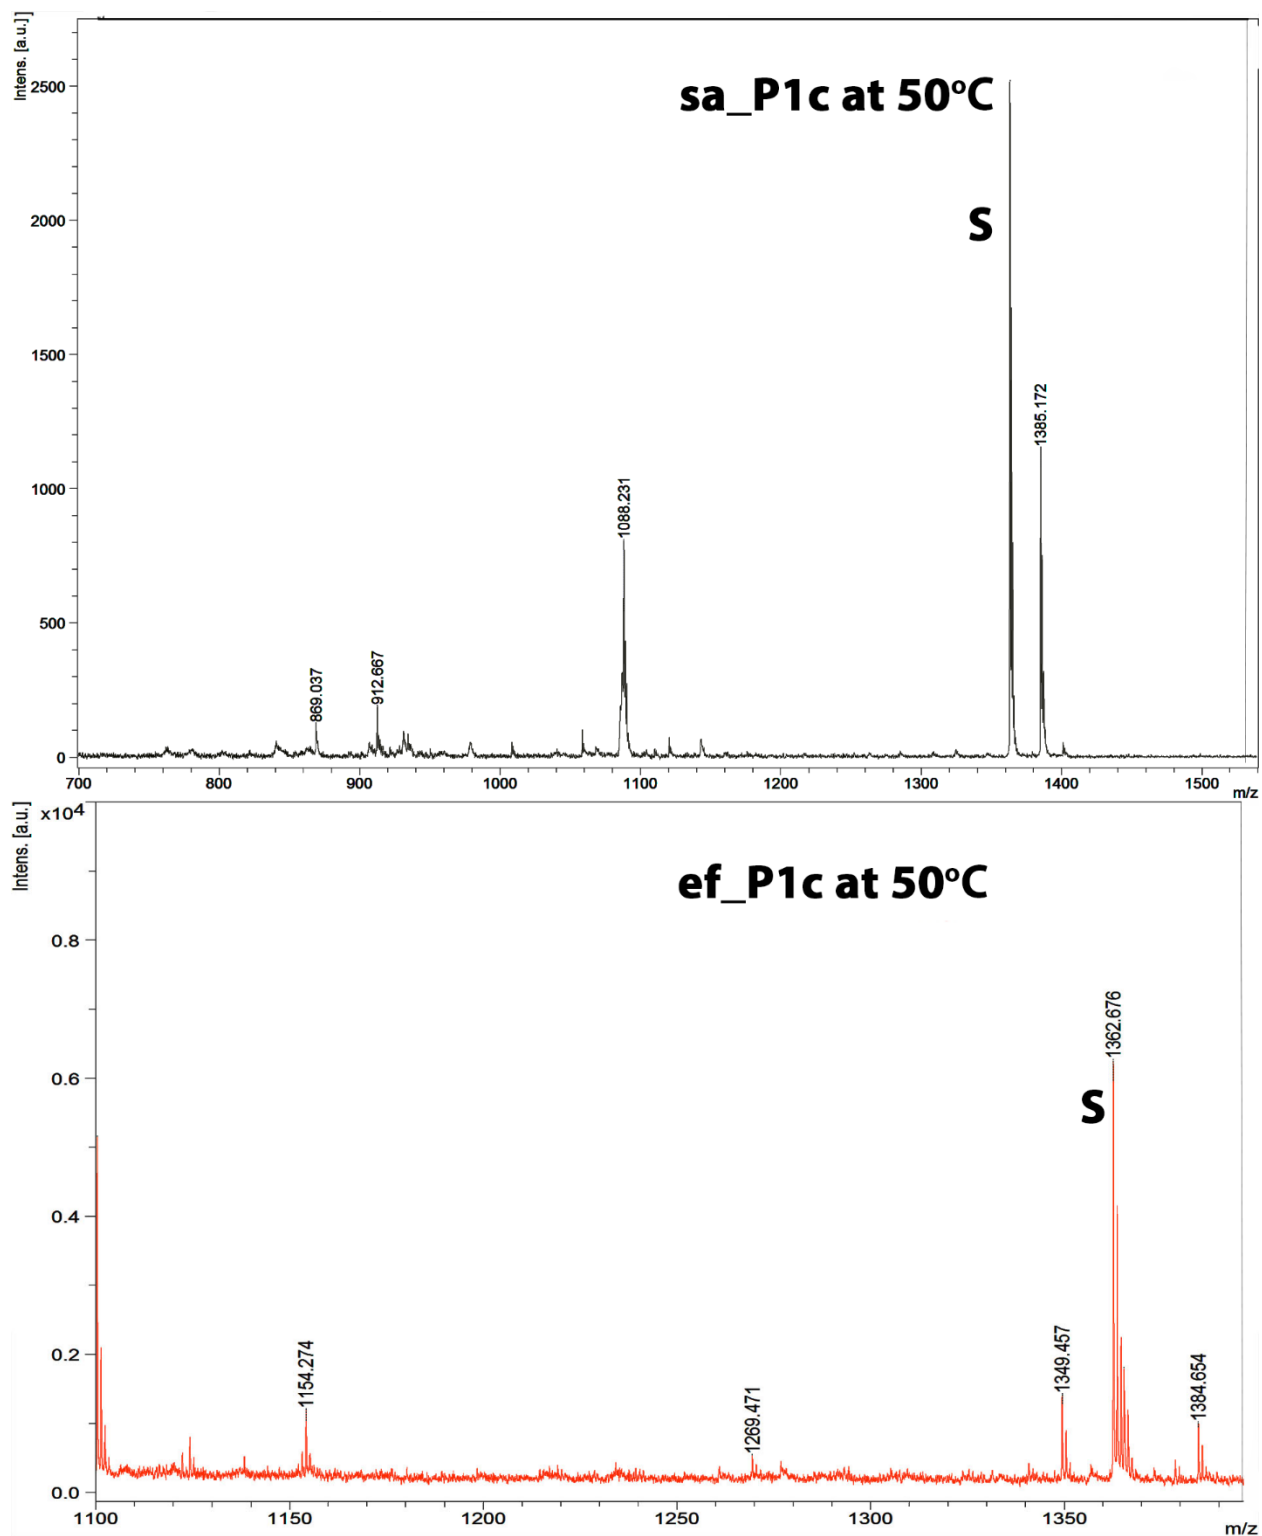 Intens. [a.u.]
sa_P1c at 50°C
2500
2000
S
1500
1385.172
1000
1088.231
500
869.037
912.667
0
700 800 900 1000 1100 1200 1300 1400 1500
m/z
x10⁴
Intens. [a.u.]
ef_P1c at 50°C
0.8
1362.676
0.6
S
0.4
0.2
1154.274
1269.471
1349.457
1384.654
0.0
1100 1150 1200 1250 1300 1350
m/z